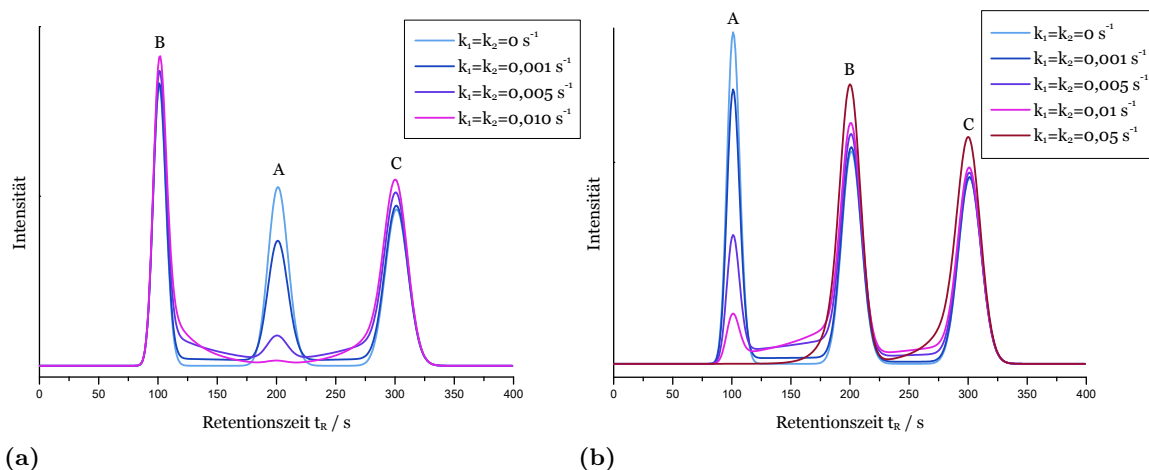 B
A
C
k₁=k₂=0 s⁻¹
k₁=k₂=0,001 s⁻¹
k₁=k₂=0,005 s⁻¹
k₁=k₂=0,010 s⁻¹
Intensität
0 50 100 150 200 250 300 350 400
Retentionszeit t_R / s
(a)
A
B
C
k₁=k₂=0 s⁻¹
k₁=k₂=0,001 s⁻¹
k₁=k₂=0,005 s⁻¹
k₁=k₂=0,01 s⁻¹
k₁=k₂=0,05 s⁻¹
Intensität
0 50 100 150 200 250 300 350 400
Retentionszeit t_R / s
(b)